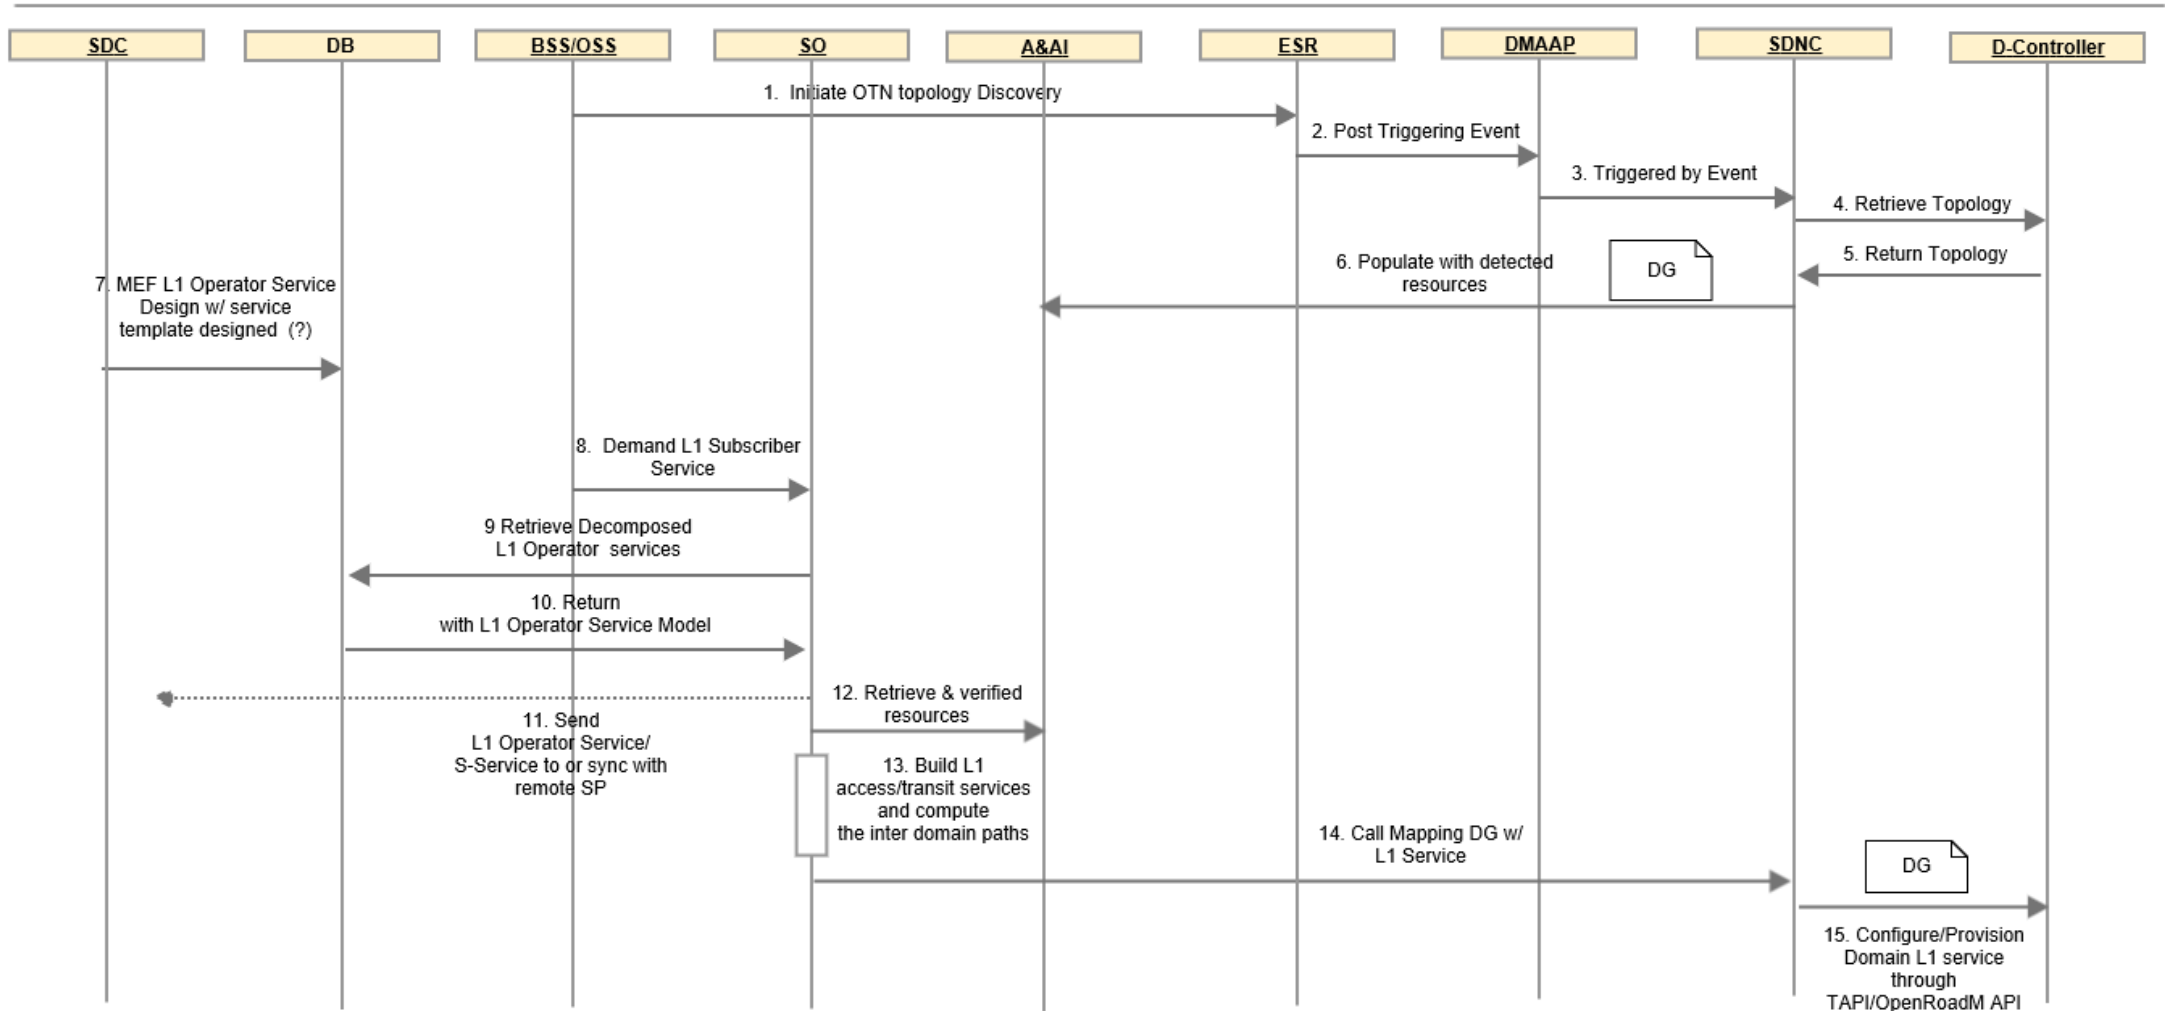 SDC
DB
BSS/OSS
SO
A&AI
ESR
DMAAP
SDNC
D-Controller
1.  Initiate OTN topology Discovery
2. Post Triggering Event
3. Triggered by Event
4. Retrieve Topology
5. Return Topology
6. Populate with detected
resources
DG
7. MEF L1 Operator Service
Design w/ service
template designed  (?)
8.  Demand L1 Subscriber
Service
9 Retrieve Decomposed
L1 Operator  services
10. Return
with L1 Operator Service Model
11. Send
L1 Operator Service/
S-Service to or sync with
remote SP
12. Retrieve & verified
resources
13. Build L1
access/transit services
and compute
the inter domain paths
14. Call Mapping DG w/
L1 Service
DG
15. Configure/Provision
Domain L1 service
through
TAPI/OpenRoadM API